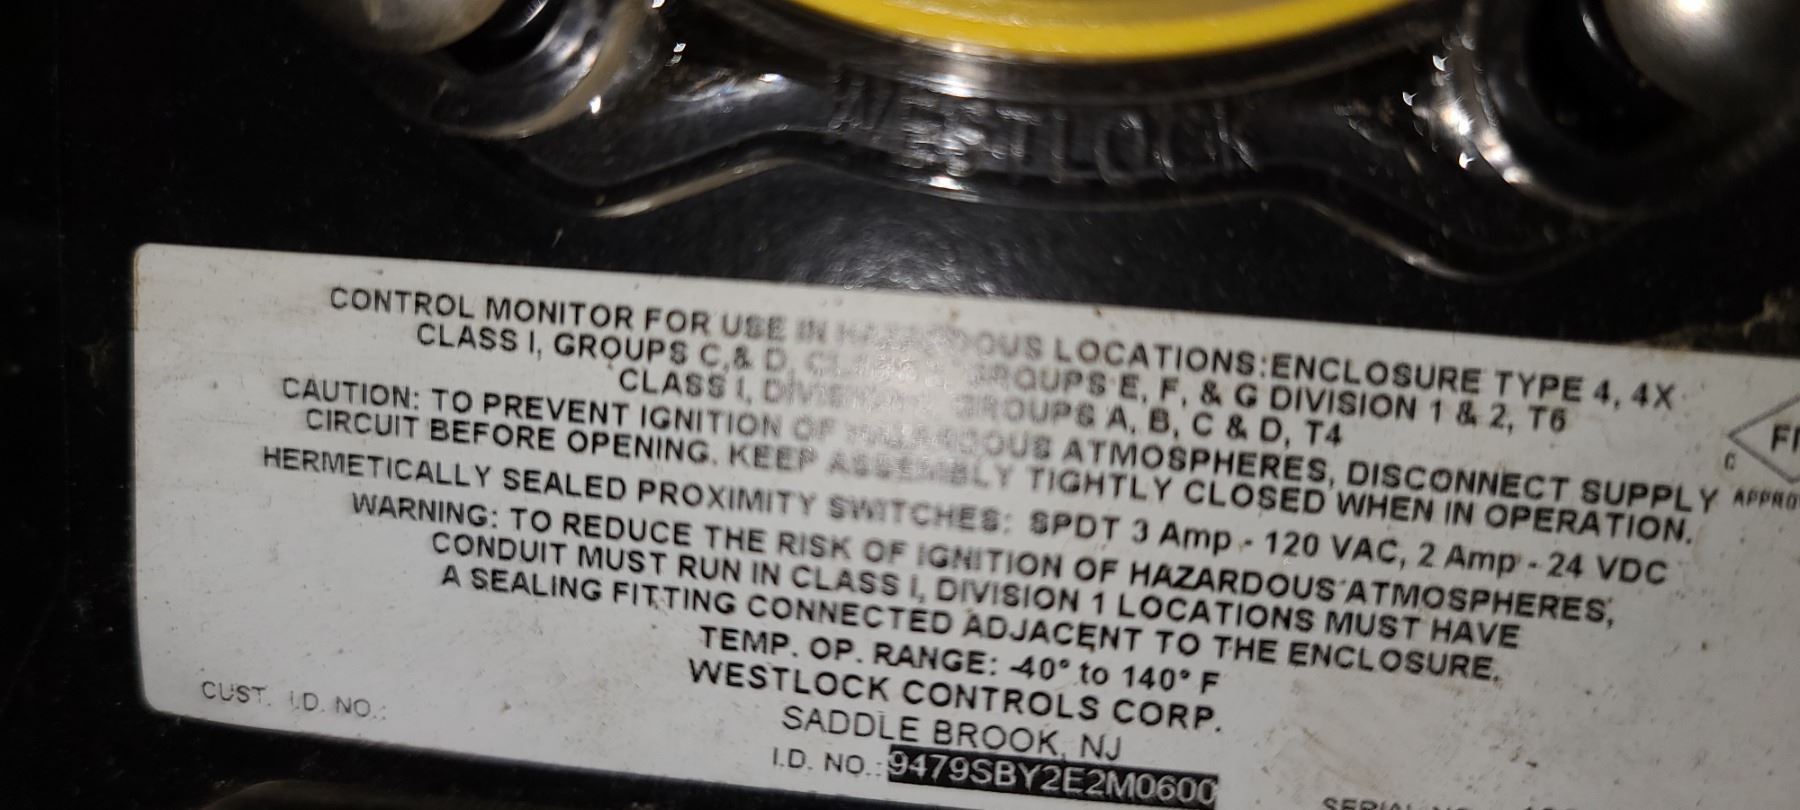 WESTLOCK
CONTROL MONITOR FOR USE IN HAZARDOUS LOCATIONS:ENCLOSURE TYPE 4, 4X
CLASS I, GROUPS C,& D, GROUPS E, F, & G DIVISION 1 & 2, T6
CLASS I, DIVISION GROUPS A, B, C & D, T4
CAUTION: TO PREVENT IGNITION OF HAZARDOUS ATMOSPHERES, DISCONNECT SUPPLY
CIRCUIT BEFORE OPENING. KEEP ASSEMBLY TIGHTLY CLOSED WHEN IN OPERATION.
HERMETICALLY SEALED PROXIMITY SWITCHES: SPDT 3 Amp - 120 VAC, 2 Amp - 24 VDC
WARNING: TO REDUCE THE RISK OF IGNITION OF HAZARDOUS ATMOSPHERES,
CONDUIT MUST RUN IN CLASS I, DIVISION 1 LOCATIONS MUST HAVE
A SEALING FITTING CONNECTED ADJACENT TO THE ENCLOSURE.
TEMP. OP. RANGE: -40° to 140° F
WESTLOCK CONTROLS CORP.
SADDLE BROOK, NJ
CUST. I.D. NO.:
I.D. NO.: 9479SBY2E2M0600
C